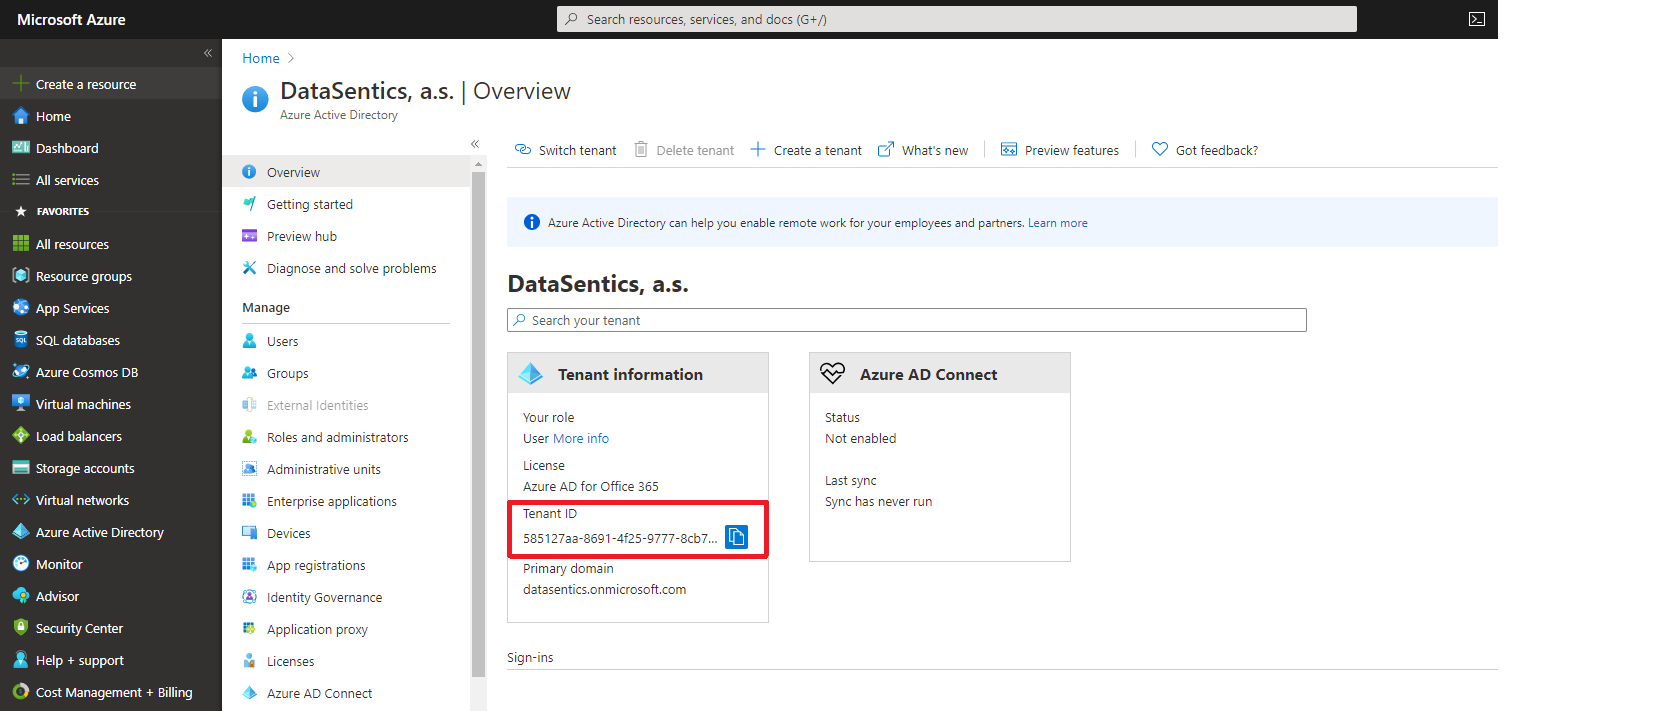 Microsoft Azure
Search resources, services, and docs (G+/)
Create a resource
Home
Dashboard
All services
FAVORITES
All resources
Resource groups
App Services
SQL databases
Azure Cosmos DB
Virtual machines
Load balancers
Storage accounts
Virtual networks
Azure Active Directory
Monitor
Advisor
Security Center
Help + support
Cost Management + Billing
Home
DataSentics, a.s. | Overview
Azure Active Directory
Overview
Getting started
Preview hub
Diagnose and solve problems
Manage
Users
Groups
External Identities
Roles and administrators
Administrative units
Enterprise applications
Devices
App registrations
Identity Governance
Application proxy
Licenses
Azure AD Connect
Switch tenant
Delete tenant
Create a tenant
What's new
Preview features
Got feedback?
Azure Active Directory can help you enable remote work for your employees and partners. Learn more
DataSentics, a.s.
Search your tenant
Tenant information
Your role
User More info
License
Azure AD for Office 365
Tenant ID
585127aa-8691-4f25-9777-8cb7...
Primary domain
datasentics.onmicrosoft.com
Azure AD Connect
Status
Not enabled
Last sync
Sync has never run
Sign-ins